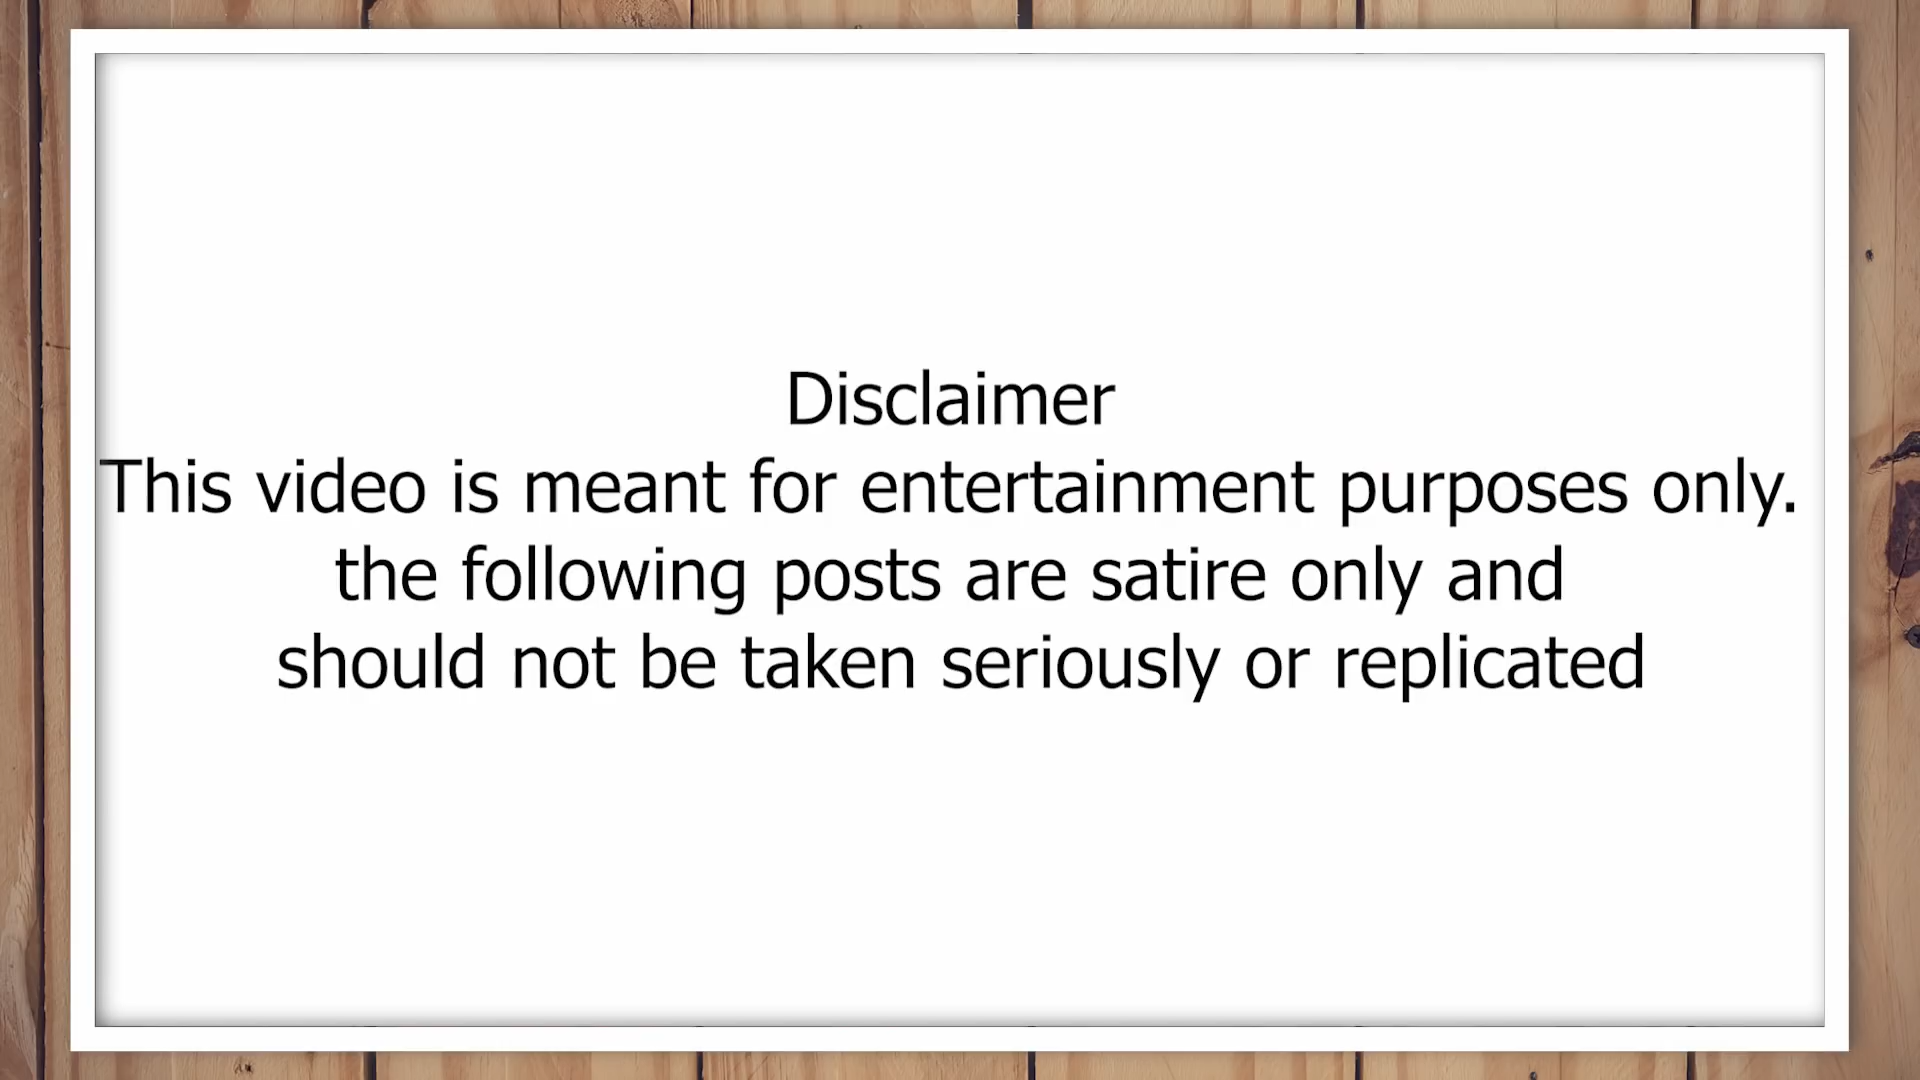 Disclaimer
This video is meant for entertainment purposes only.
the following posts are satire only and
should not be taken seriously or replicated